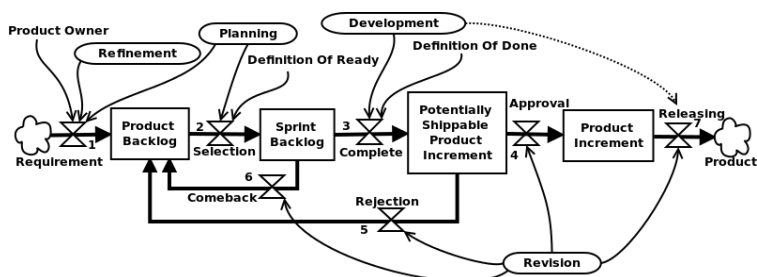 Product Owner
Refinement
Planning
Development
Definition Of Ready
Definition Of Done
Requirement
1
Product
Backlog
2
Selection
Sprint
Backlog
3
Complete
Potentially
Shippable
Product
Increment
Approval
4
Product
Increment
Releasing
7
Product
6
Comeback
Rejection
5
Revision